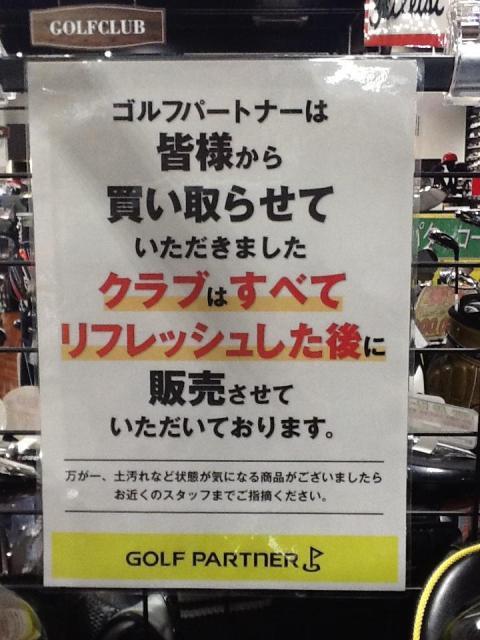 GOLFCLUB
ゴルフパートナーは
皆様から
買い取らせて
いただきました
クラブはすべて
リフレッシュした後に
販売させて
いただいております。
万が一、土汚れなど状態が気になる商品がございましたら
お近くのスタッフまでご指摘ください。
GOLF PARTNER